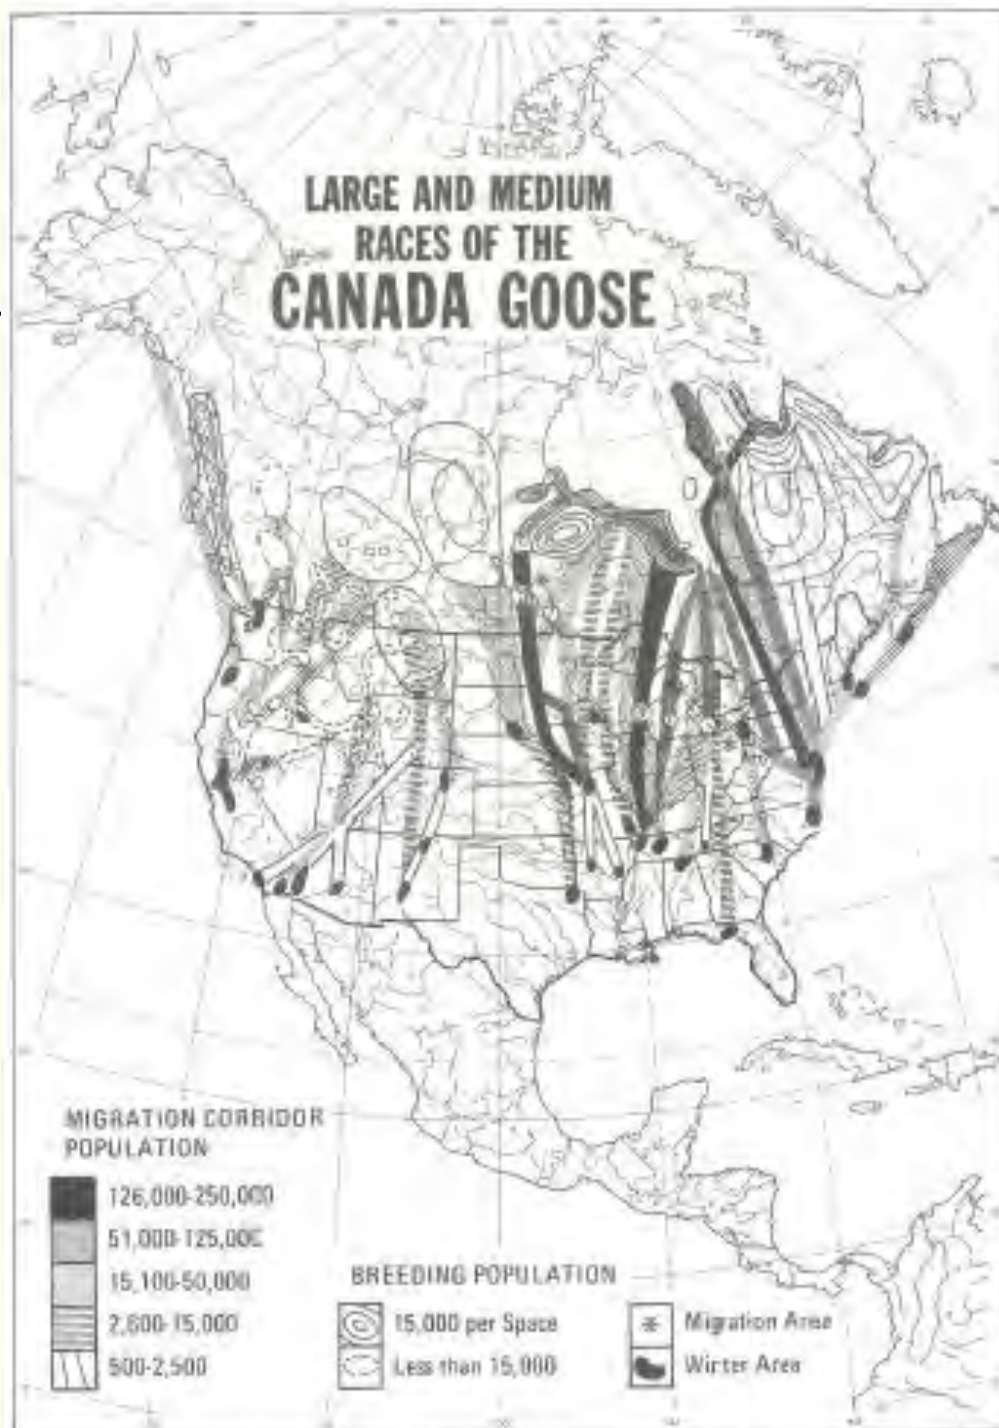 LARGE AND MEDIUM
RACES OF THE
CANADA GOOSE
MIGRATION CORRIDOR
POPULATION
126,000-250,000
51,000-125,000
15,100-50,000
2,600-15,000
500-2,500
BREEDING POPULATION
15,000 per Space
Less than 15,000
Migration Area
Winter Area